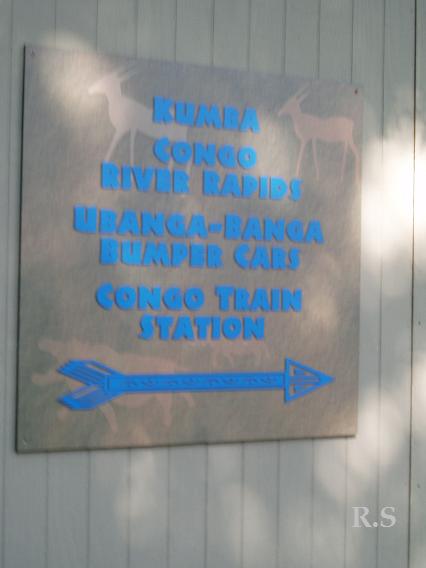 KUMBA
CONGO
RIVER RAPIDS
UBANGA-BANGA
BUMPER CARS
CONGO TRAIN
STATION
R.S